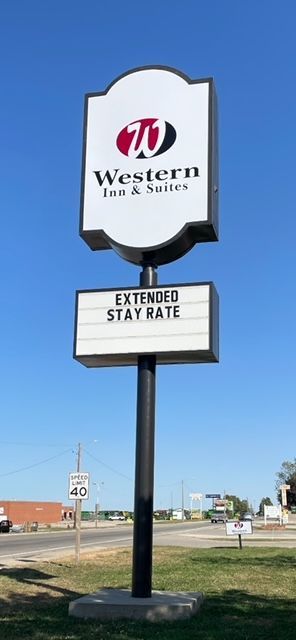 W
Western
Inn & Suites
EXTENDED
STAY RATE
SPEED
LIMIT
40